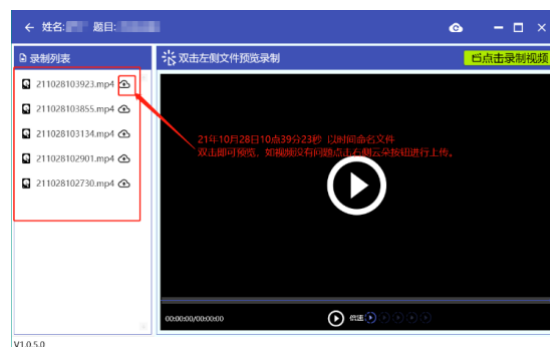 ← 姓名: 题目:
录制列表
双击左侧文件预览录制
点击录制视频
211028103923.mp4
211028103855.mp4
211028103134.mp4
211028102901.mp4
211028102730.mp4
21年10月28日10点39分23秒 以时间命名文件
双击即可预览，如视频没有问题点击右侧云朵按钮进行上传。
00:00:00/00:00:00
倍速
V1.0.5.0